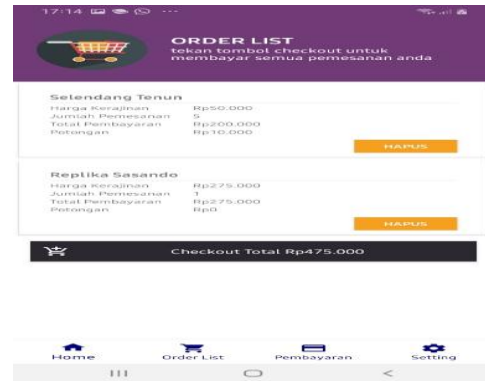 17:14
ORDER LIST
tekan tombol checkout untuk
membayar semua pemesanan anda
Selendang Tenun
Harga Kerajinan Rp50.000
Jumlah Pemesanan 5
Total Pembayaran Rp200.000
Potongan Rp10.000
HAPUS
Replika Sasando
Harga Kerajinan Rp275.000
Jumlah Pemesanan 1
Total Pembayaran Rp275.000
Potongan Rp0
HAPUS
Checkout Total Rp475.000
Home Order List Pembayaran Setting